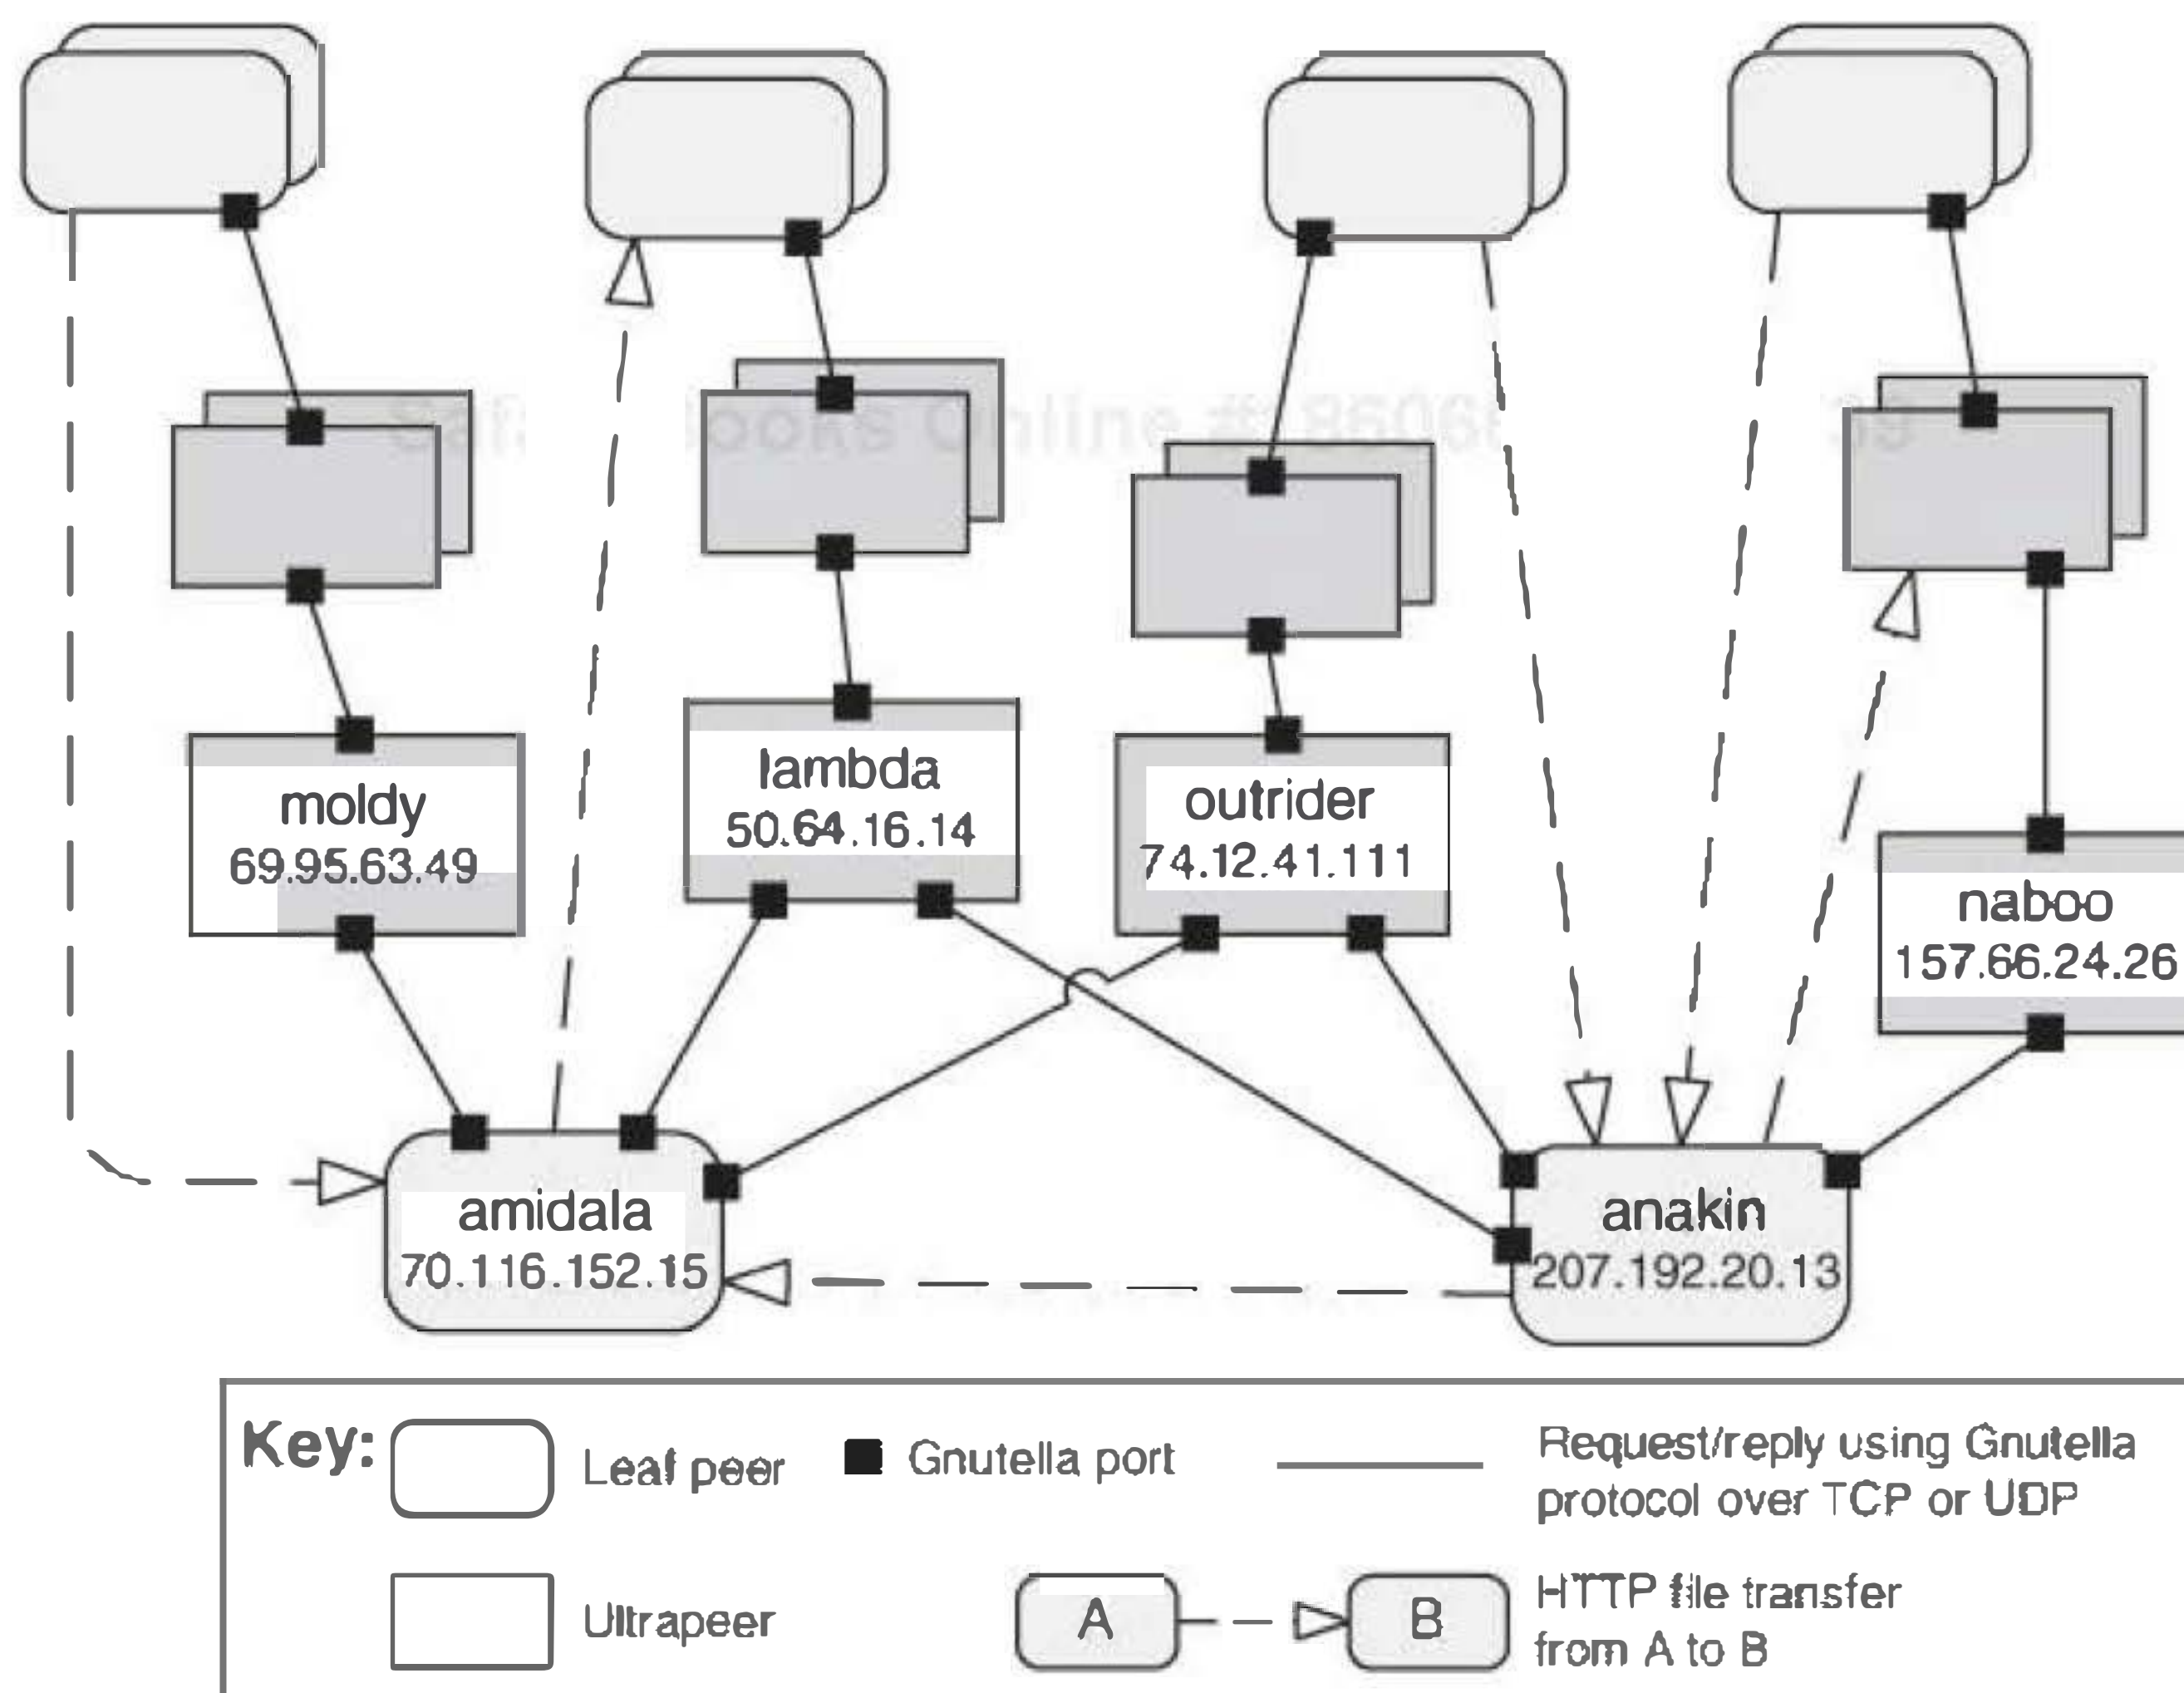 lambda
50.64.16.14
moldy
69.95.63.49
outrider
74.12.41.111
naboo
157.66.24.26
amidala
70.116.152.15
anakin
207.192.20.13
Key:
Leaf peer
Gnutella port
Request/reply using Gnutella
protocol over TCP or UDP
Ultrapeer
A
B
HTTP file transfer
from A to B